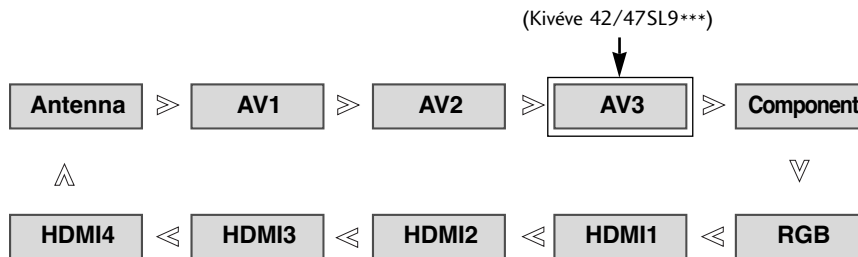 (Kivéve 42/47SL9***)
Antenna AV1 AV2 AV3 Component
HDMI4 HDMI3 HDMI2 HDMI1 RGB